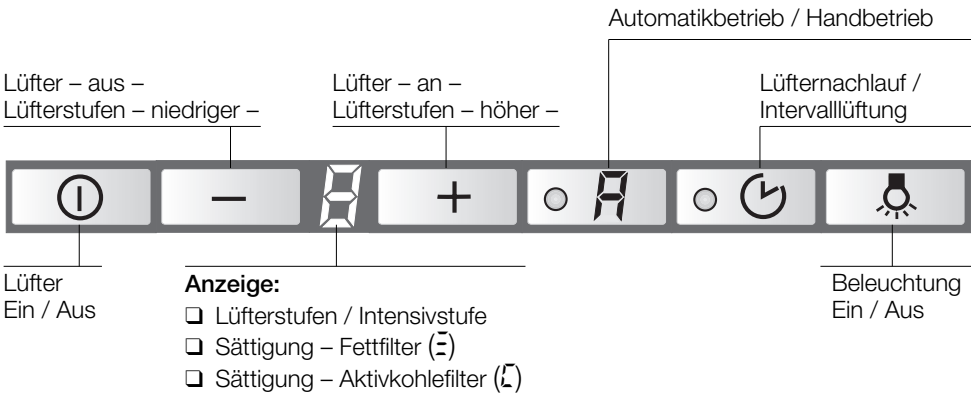 Automatikbetrieb / Handbetrieb
Lüfter – aus –
Lüfterstufen – niedriger –
Lüfter – an –
Lüfterstufen – höher –
Lüfternachlauf /
Intervalllüftung
− 8 + A
Lüfter
Ein / Aus
Anzeige:
❑ Lüfterstufen / Intensivstufe
❑ Sättigung – Fettfilter ( )
❑ Sättigung – Aktivkohlefilter ( )
Beleuchtung
Ein / Aus